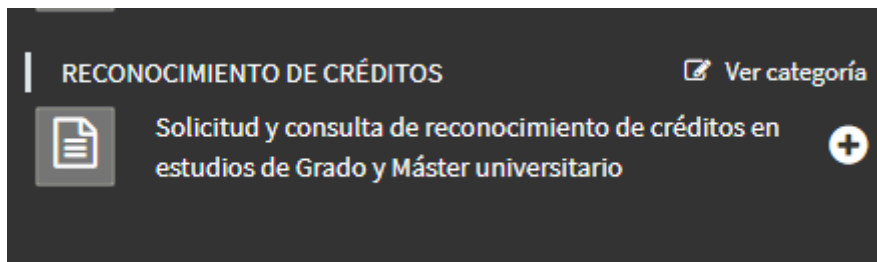 RECONOCIMIENTO DE CRÉDITOS
Ver categoría
Solicitud y consulta de reconocimiento de créditos en
estudios de Grado y Máster universitario